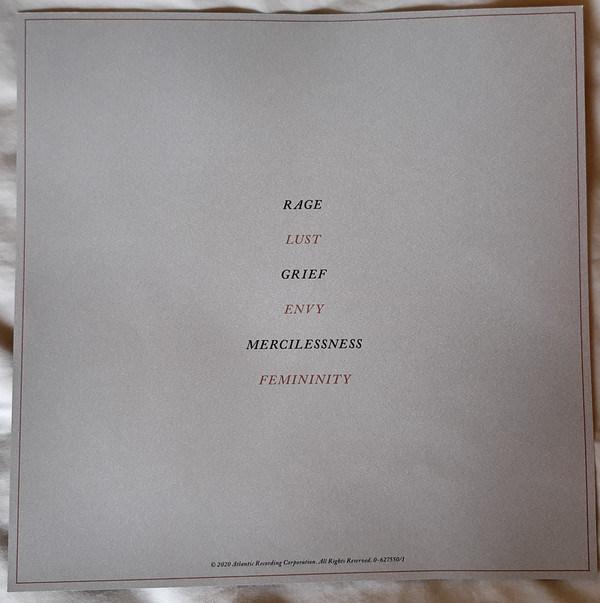 RAGE
LUST
GRIEF
ENVY
MERCILESSNESS
FEMININITY
© 2020 Atlantic Recording Corporation. All Rights Reserved. 0-627550/1